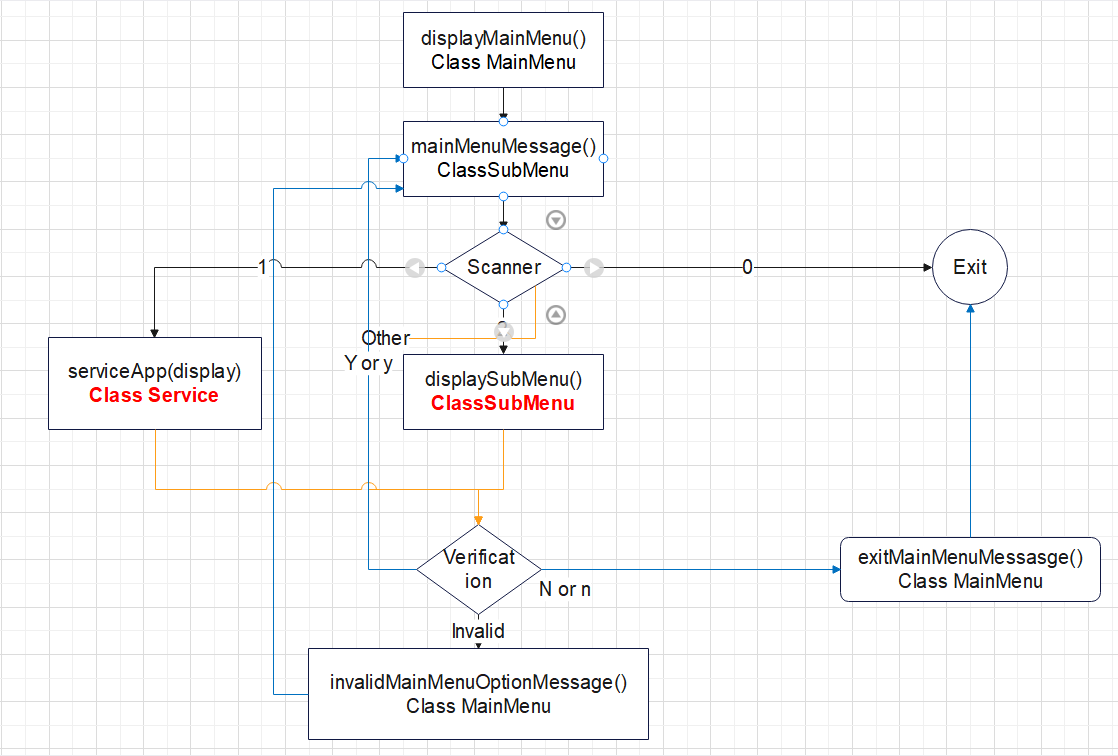 displayMainMenu()
Class MainMenu
mainMenuMessage()
ClassSubMenu
Scanner
1
0
Exit
Other
Y or y
serviceApp(display)
Class Service
displaySubMenu()
ClassSubMenu
Verificat
ion
N or n
exitMainMenuMessasge()
Class MainMenu
Invalid
invalidMainMenuOptionMessage()
Class MainMenu